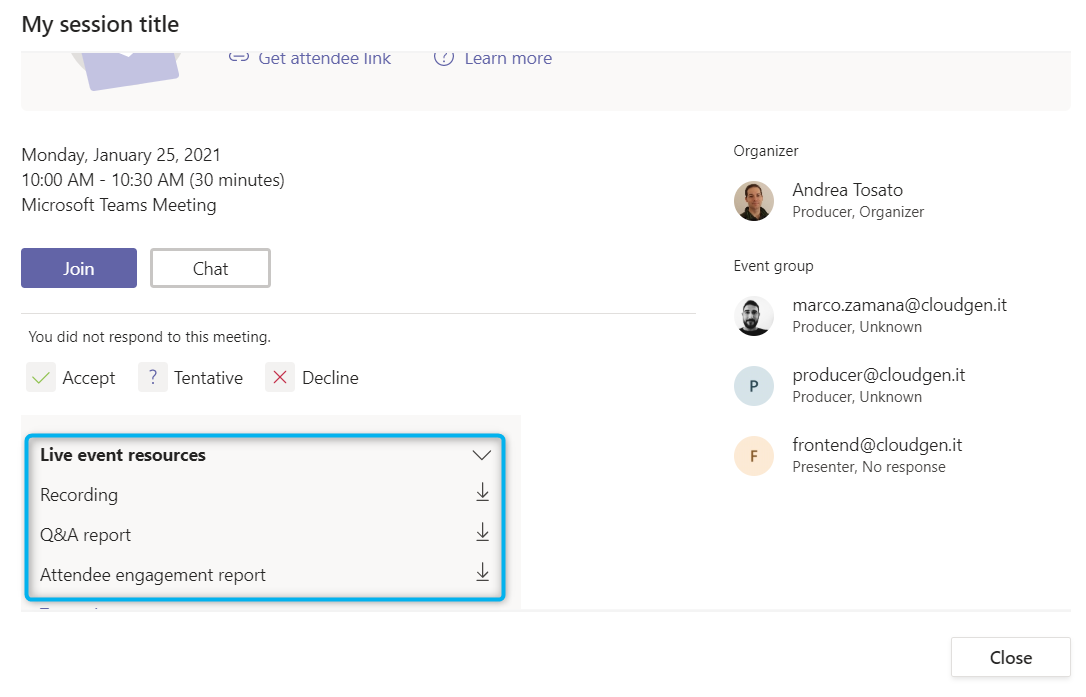 My session title
Get attendee link
Learn more
Monday, January 25, 2021
10:00 AM - 10:30 AM (30 minutes)
Microsoft Teams Meeting
Join
Chat
You did not respond to this meeting.
Accept
? Tentative
Decline
Live event resources
Recording
Q&A report
Attendee engagement report
Organizer
Andrea Tosato
Producer, Organizer
Event group
marco.zamana@cloudgen.it
Producer, Unknown
P
producer@cloudgen.it
Producer, Unknown
F
frontend@cloudgen.it
Presenter, No response
Close